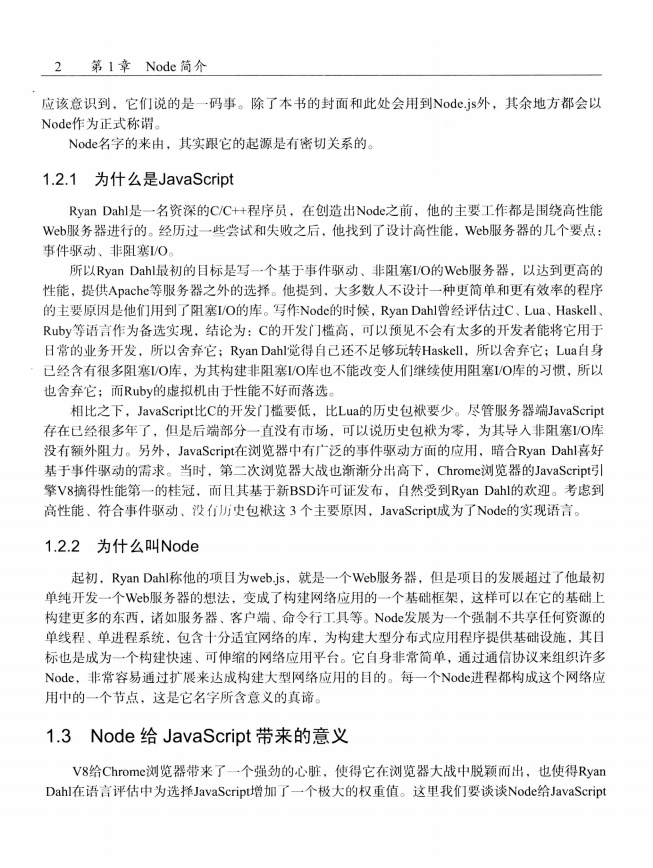 2 第 1 章 Node 简介
应该意识到，它们说的是一码事。除了本书的封面和此处会用到Node.js外，其余地方都会以
Node作为正式称谓。
Node名字的来由，其实跟它的起源是有密切关系的。
1.2.1 为什么是JavaScript
Ryan Dahl是一名资深的C/C++程序员，在创造出Node之前，他的主要工作都是围绕高性能
Web服务器进行的。经历过一些尝试和失败之后，他找到了设计高性能，Web服务器的几个要点：
事件驱动、非阻塞I/O。
所以Ryan Dahl最初的目标是写一个基于事件驱动、非阻塞I/O的Web服务器，以达到更高的
性能，提供Apache等服务器之外的选择。他提到，大多数人不设计一种更简单和更有效率的程序
的主要原因是他们用到了阻塞I/O的库。写作Node的时候，Ryan Dahl曾经评估过C、Lua、Haskell、
Ruby等语言作为备选实现，结论为：C的开发门槛高，可以预见不会有太多的开发者能将它用于
日常的业务开发，所以舍弃它；Ryan Dahl觉得自己还不足够玩转Haskell，所以舍弃它；Lua自身
已经含有很多阻塞I/O库，为其构建非阻塞I/O库也不能改变人们继续使用阻塞I/O库的习惯，所以
也舍弃它；而Ruby的虚拟机由于性能不好而落选。
相比之下，JavaScript比C的开发门槛要低，比Lua的历史包袱要少。尽管服务器端JavaScript
存在已经很多年了，但是后端部分一直没有市场，可以说历史包袱为零，为其导入非阻塞I/O库
没有额外阻力。另外，JavaScript在浏览器中有广泛的事件驱动方面的应用，暗合Ryan Dahl喜好
基于事件驱动的需求。当时，第二次浏览器大战也渐渐分出高下，Chrome浏览器的JavaScript引
擎V8摘得性能第一的桂冠，而且其基于新BSD许可证发布，自然受到Ryan Dahl的欢迎。考虑到
高性能、符合事件驱动、没有历史包袱这 3 个主要原因，JavaScript成为了Node的实现语言。
1.2.2 为什么叫Node
起初，Ryan Dahl称他的项目为web.js，就是一个Web服务器，但是项目的发展超过了他最初
单纯开发一个Web服务器的想法，变成了构建网络应用的一个基础框架，这样可以在它的基础上
构建更多的东西，诸如服务器、客户端、命令行工具等。Node发展为一个强制不共享任何资源的
单线程、单进程系统，包含十分适宜网络的库，为构建大型分布式应用程序提供基础设施，其目
标也是成为一个构建快速、可伸缩的网络应用平台。它自身非常简单，通过通信协议来组织许多
Node，非常容易通过扩展来达成构建大型网络应用的目的。每一个Node进程都构成这个网络应
用中的一个节点，这是它名字所含意义的真谛。
1.3 Node 给 JavaScript 带来的意义
V8给Chrome浏览器带来了一个强劲的心脏，使得它在浏览器大战中脱颖而出，也使得Ryan
Dahl在语言评估中为选择JavaScript增加了一个极大的权重值。这里我们要谈谈Node给JavaScript